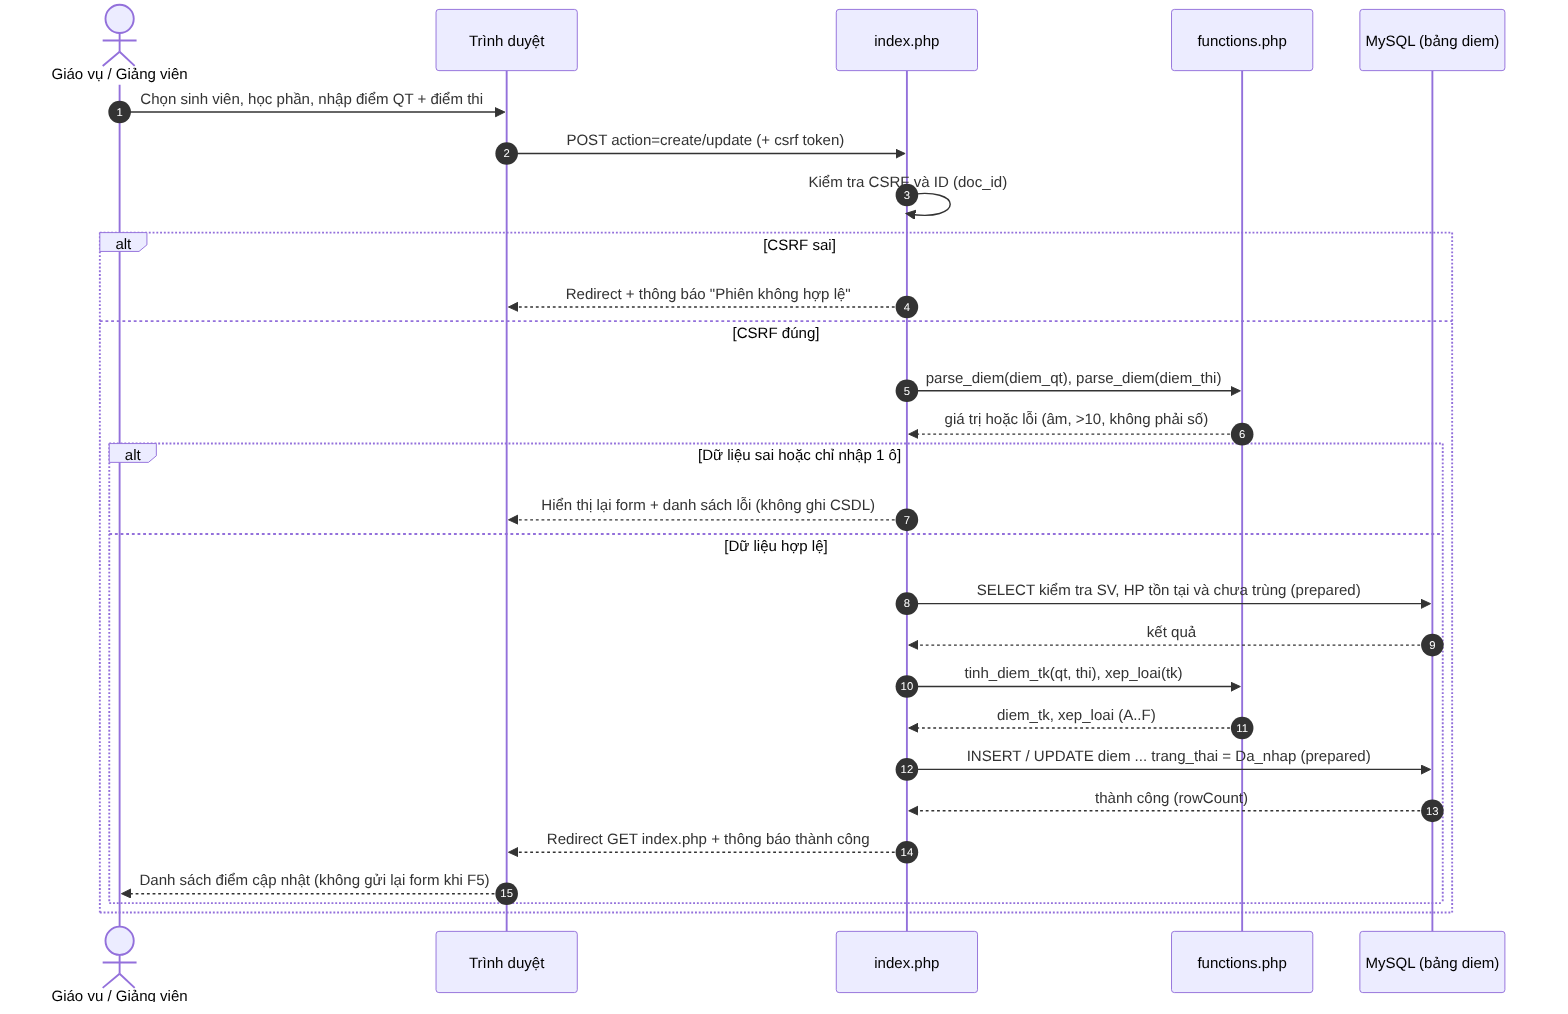 Giáo vụ / Giảng viên
Trình duyệt
index.php
functions.php
MySQL (bảng diem)
1
Chọn sinh viên, học phần, nhập điểm QT + điểm thi
2
POST action=create/update (+ csrf token)
Kiểm tra CSRF và ID (doc_id)
3
alt
[CSRF sai]
Redirect + thông báo "Phiên không hợp lệ"
4
[CSRF đúng]
5
parse_diem(diem_qt), parse_diem(diem_thi)
giá trị hoặc lỗi (âm, >10, không phải số)
6
alt
[Dữ liệu sai hoặc chỉ nhập 1 ô]
Hiển thị lại form + danh sách lỗi (không ghi CSDL)
7
[Dữ liệu hợp lệ]
8
SELECT kiểm tra SV, HP tồn tại và chưa trùng (prepared)
kết quả
9
10
tinh_diem_tk(qt, thi), xep_loai(tk)
diem_tk, xep_loai (A..F)
11
12
INSERT / UPDATE diem ... trang_thai = Da_nhap (prepared)
thành công (rowCount)
13
Redirect GET index.php + thông báo thành công
14
Danh sách điểm cập nhật (không gửi lại form khi F5)
15
Giáo vụ / Giảng viên
Trình duyệt
index.php
functions.php
MySQL (bảng diem)